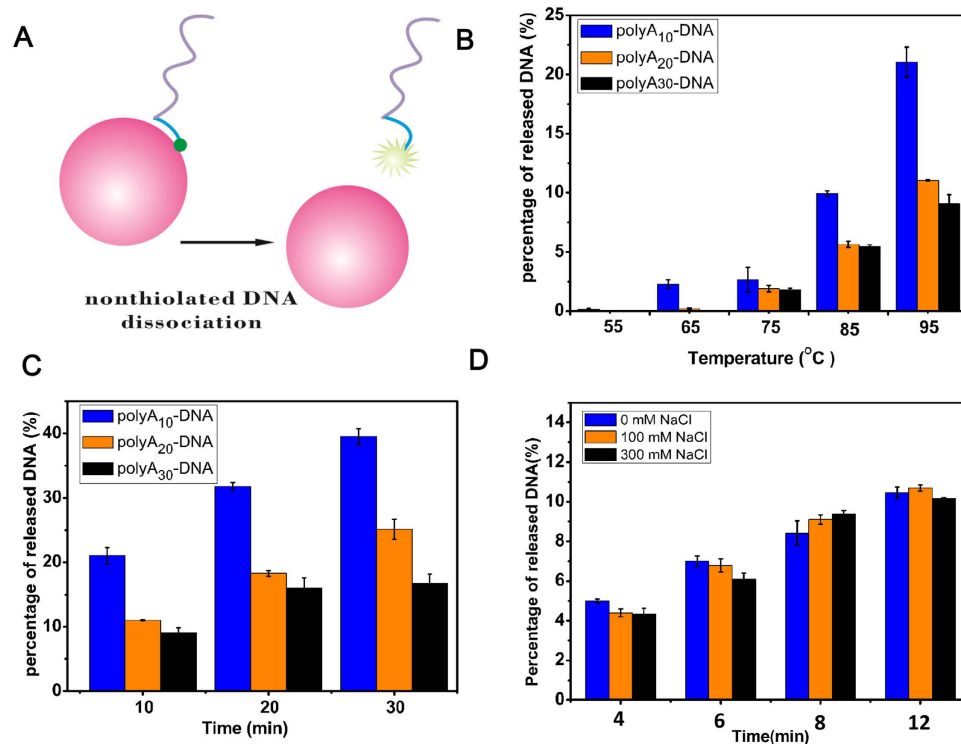 A
nonthiolated DNA
dissociation
B
percentage of released DNA (%)
25
20
15
10
5
0
polyA10-DNA
polyA20-DNA
polyA30-DNA
55 65 75 85 95
Temperature (°C )
C
percentage of released DNA (%)
40
30
20
10
0
polyA10-DNA
polyA20-DNA
polyA30-DNA
10 20 30
Time (min)
D
Percentage of released DNA(%)
14
12
10
8
6
4
2
0
0 mM NaCl
100 mM NaCl
300 mM NaCl
4 6 8 12
Time(min)